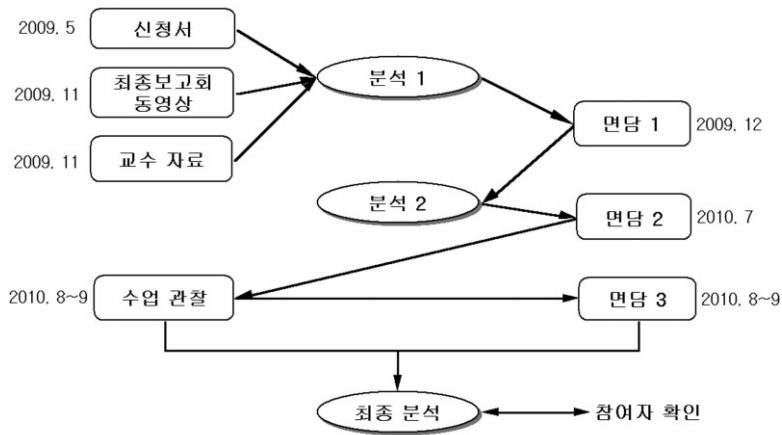 2009. 5
신청서
2009. 11
최종보고회
동영상
2009. 11
교수 자료
분석 1
면담 1
2009. 12
분석 2
면담 2
2010. 7
2010. 8~9
수업 관찰
면담 3
2010. 8~9
최종 분석
참여자 확인